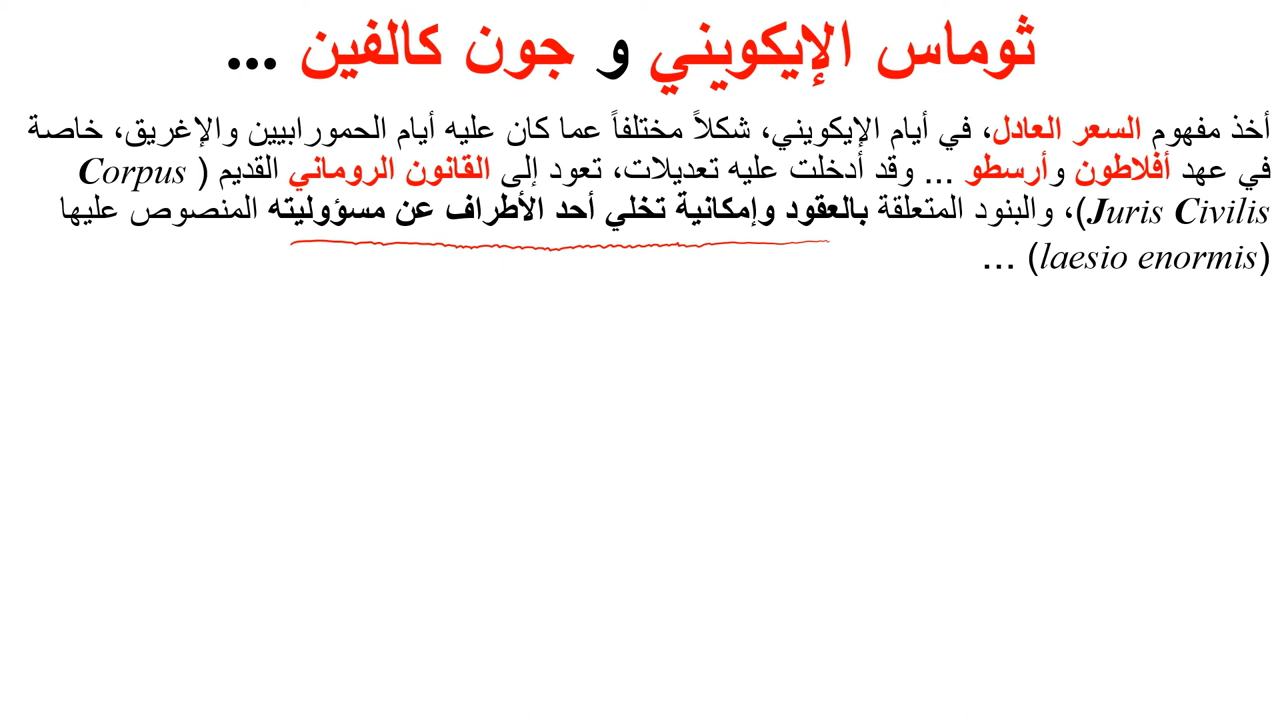 ثوماس الإيكويني و جون كالفين ...
أخذ مفهوم السعر العادل، في أيام الإيكويني، شكلاً مختلفاً عما كان عليه أيام الحمورابيين والإغريق، خاصة
في عهد أفلاطون وأرسطو ... وقد أدخلت عليه تعديلات، تعود إلى القانون الروماني القديم (Corpus
Juris Civilis)، والبنود المتعلقة بالعقود وإمكانية تخلي أحد الأطراف عن مسؤوليته المنصوص عليها
(laesio enormis) ...